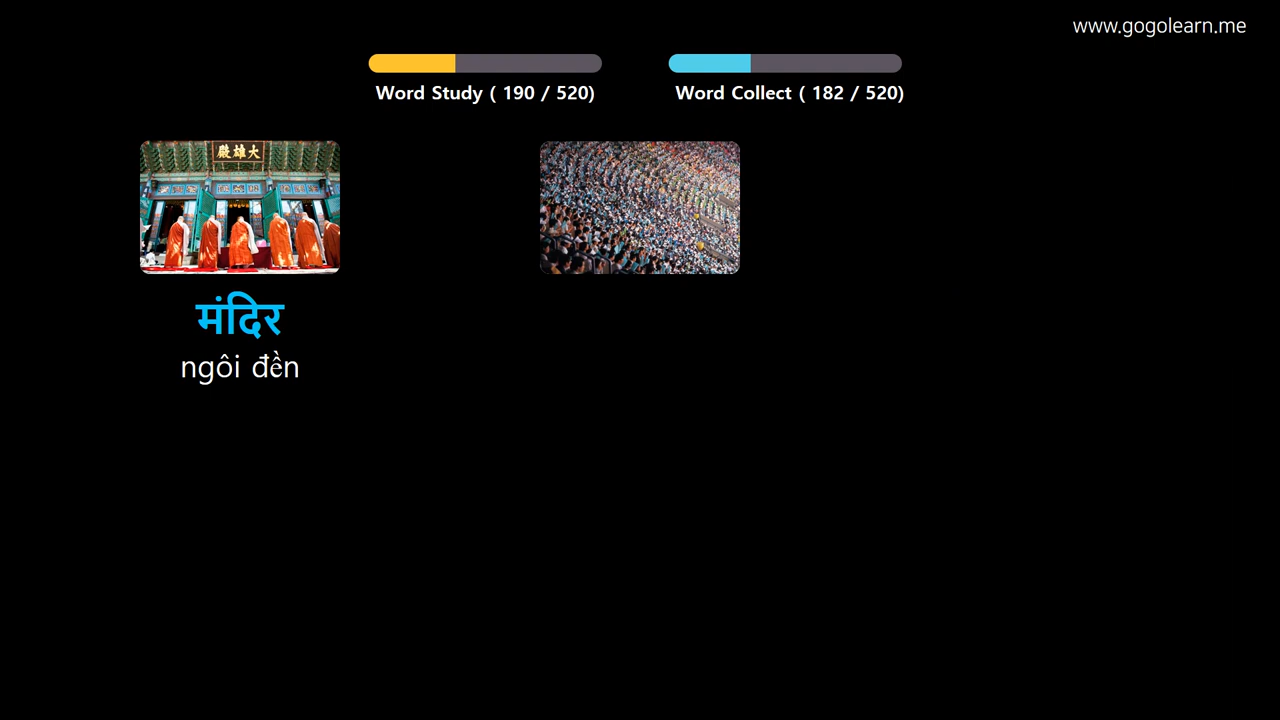 www.gogolearn.me
Word Study ( 190 / 520)
Word Collect ( 182 / 520)
大雄殿
मंदिर
ngôi đền